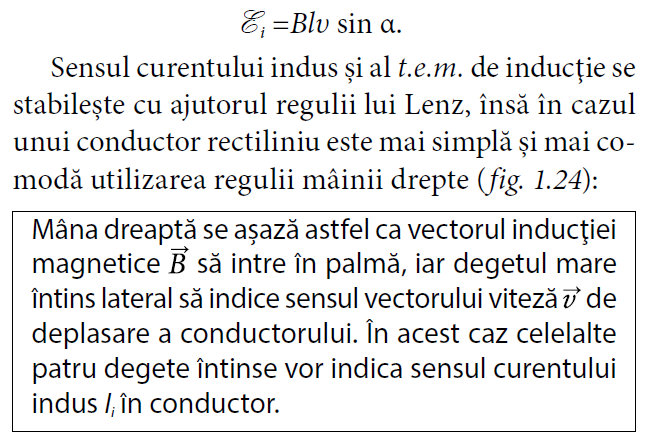 ℰᵢ =Blv sin α.
Sensul curentului indus și al t.e.m. de inducţie se
stabilește cu ajutorul regulii lui Lenz, însă în cazul
unui conductor rectiliniu este mai simplă și mai co-
modă utilizarea regulii mâinii drepte (fig. 1.24):
Mâna dreaptă se așază astfel ca vectorul inducţiei
magnetice B⃗ să intre în palmă, iar degetul mare
întins lateral să indice sensul vectorului viteză v⃗ de
deplasare a conductorului. În acest caz celelalte
patru degete întinse vor indica sensul curentului
indus Iᵢ în conductor.